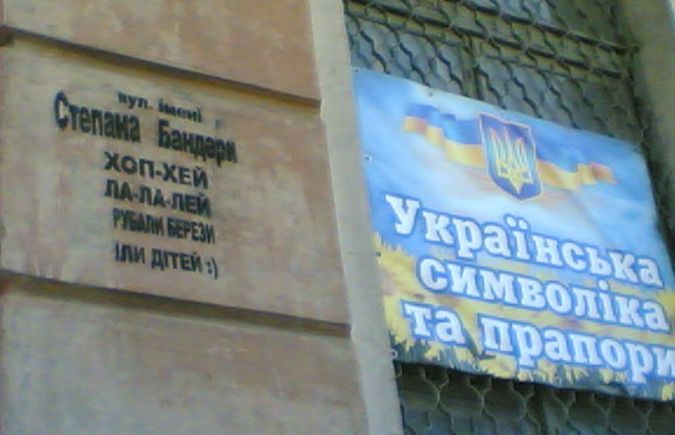 вул. імені
Степана Бандери
ХОП-ХЕЙ
ЛА-ЛА-ЛЕЙ
РУБАЛИ БЕРЕЗИ
ІЛИ ДІТЕЙ :)
Українська
символіка
та прапори